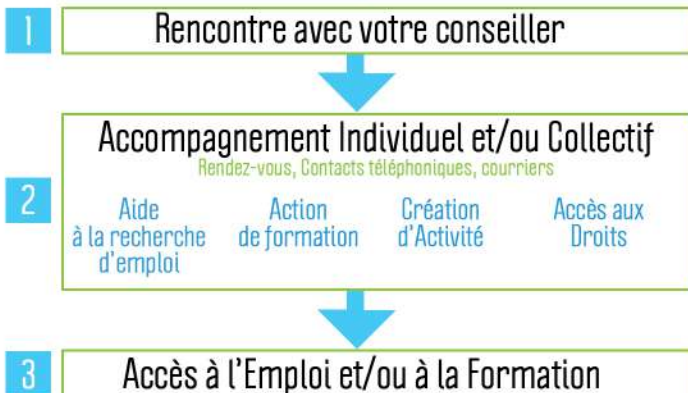 1
Rencontre avec votre conseiller
2
Accompagnement Individuel et/ou Collectif
Rendez-vous, Contacts téléphoniques, courriers
Aide
à la recherche
d'emploi
Action
de formation
Création
d'Activité
Accès aux
Droits
3
Accès à l'Emploi et/ou à la Formation